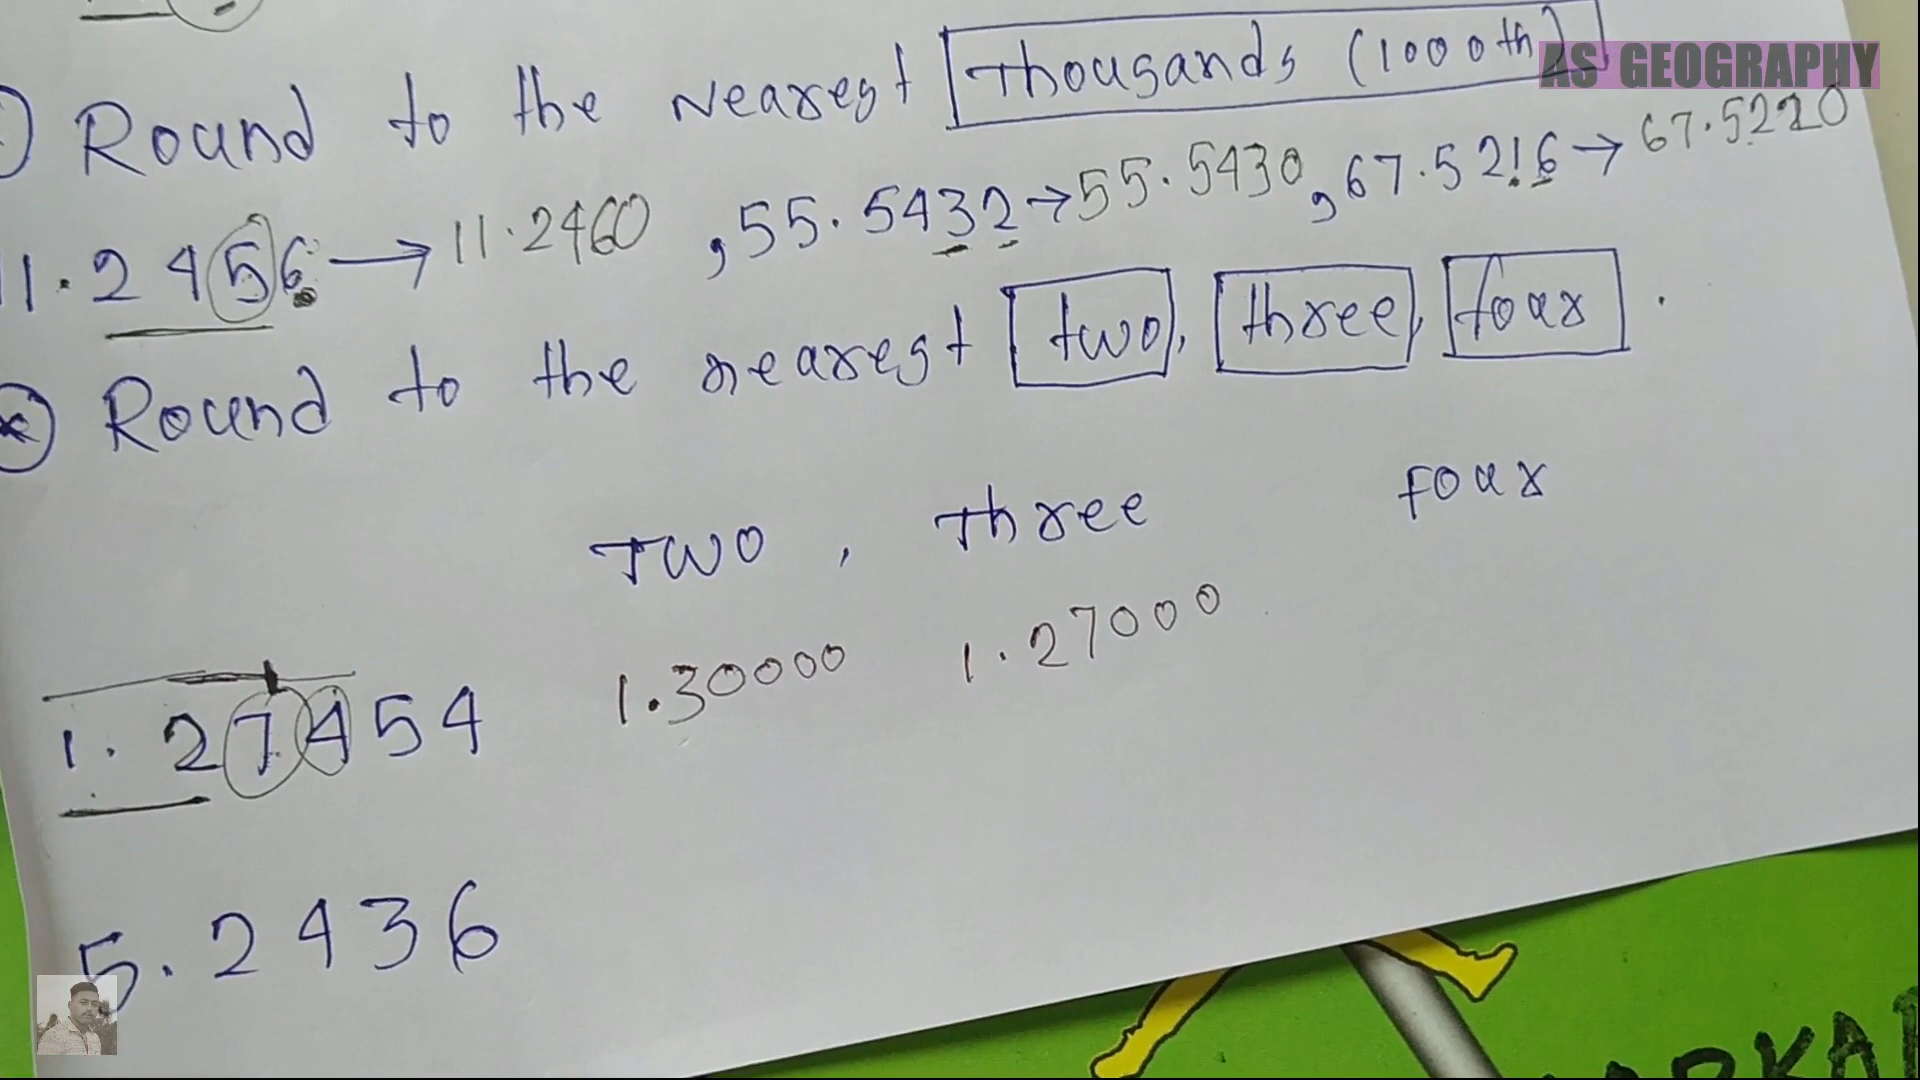 Round to the Nearest Thousands (1000th)
AS GEOGRAPHY
11.2456 → 11.2460 , 55.5432 → 55.5430 , 67.5216 → 67.5220
Round to the nearest two, three, four .
TWO , Three four
1.27454 1.30000 1.27000
5.2436